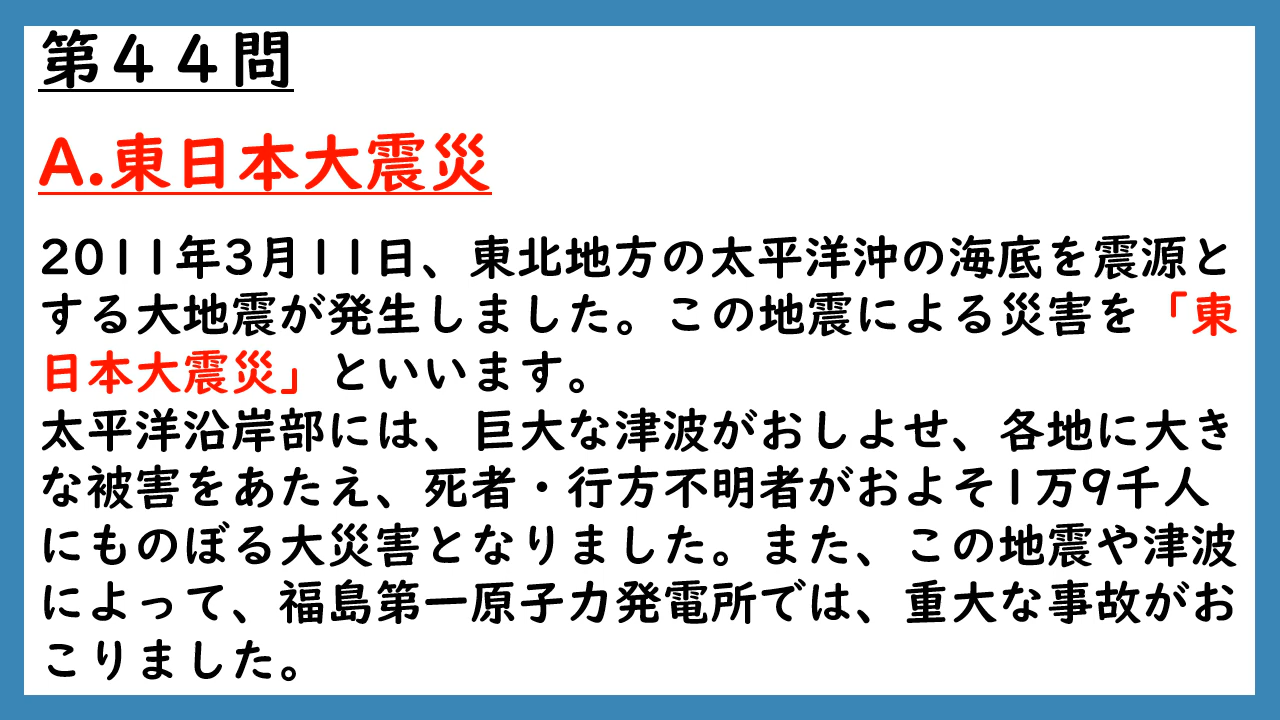 第４４問
A.東日本大震災
2011年3月11日、東北地方の太平洋沖の海底を震源と
する大地震が発生しました。この地震による災害を「東
日本大震災」といいます。
太平洋沿岸部には、巨大な津波がおしよせ、各地に大き
な被害をあたえ、死者・行方不明者がおよそ1万9千人
にものぼる大災害となりました。また、この地震や津波
によって、福島第一原子力発電所では、重大な事故がお
こりました。